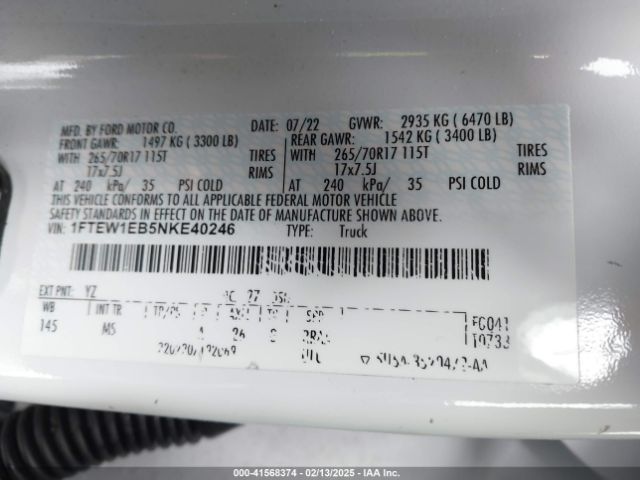 MFD. BY FORD MOTOR CO.
DATE: 07/22 GVWR: 2935 KG ( 6470 LB)
FRONT GAWR: 1497 KG ( 3300 LB)
REAR GAWR: 1542 KG ( 3400 LB)
WITH 265/70R17 115T TIRES
WITH 265/70R17 115T TIRES
17x7.5J RIMS
17x7.5J RIMS
AT 240 kPa/ 35 PSI COLD
AT 240 kPa/ 35 PSI COLD
THIS VEHICLE CONFORMS TO ALL APPLICABLE FEDERAL MOTOR VEHICLE
SAFETY STANDARDS IN EFFECT ON THE DATE OF MANUFACTURE SHOWN ABOVE.
VIN: 1FTEW1EB5NKE40246 TYPE: Truck
EXT PNT: YZ
WB INT TR TP/PS
145 MS
000-41568374 | 02/13/2025 | IAA Inc.